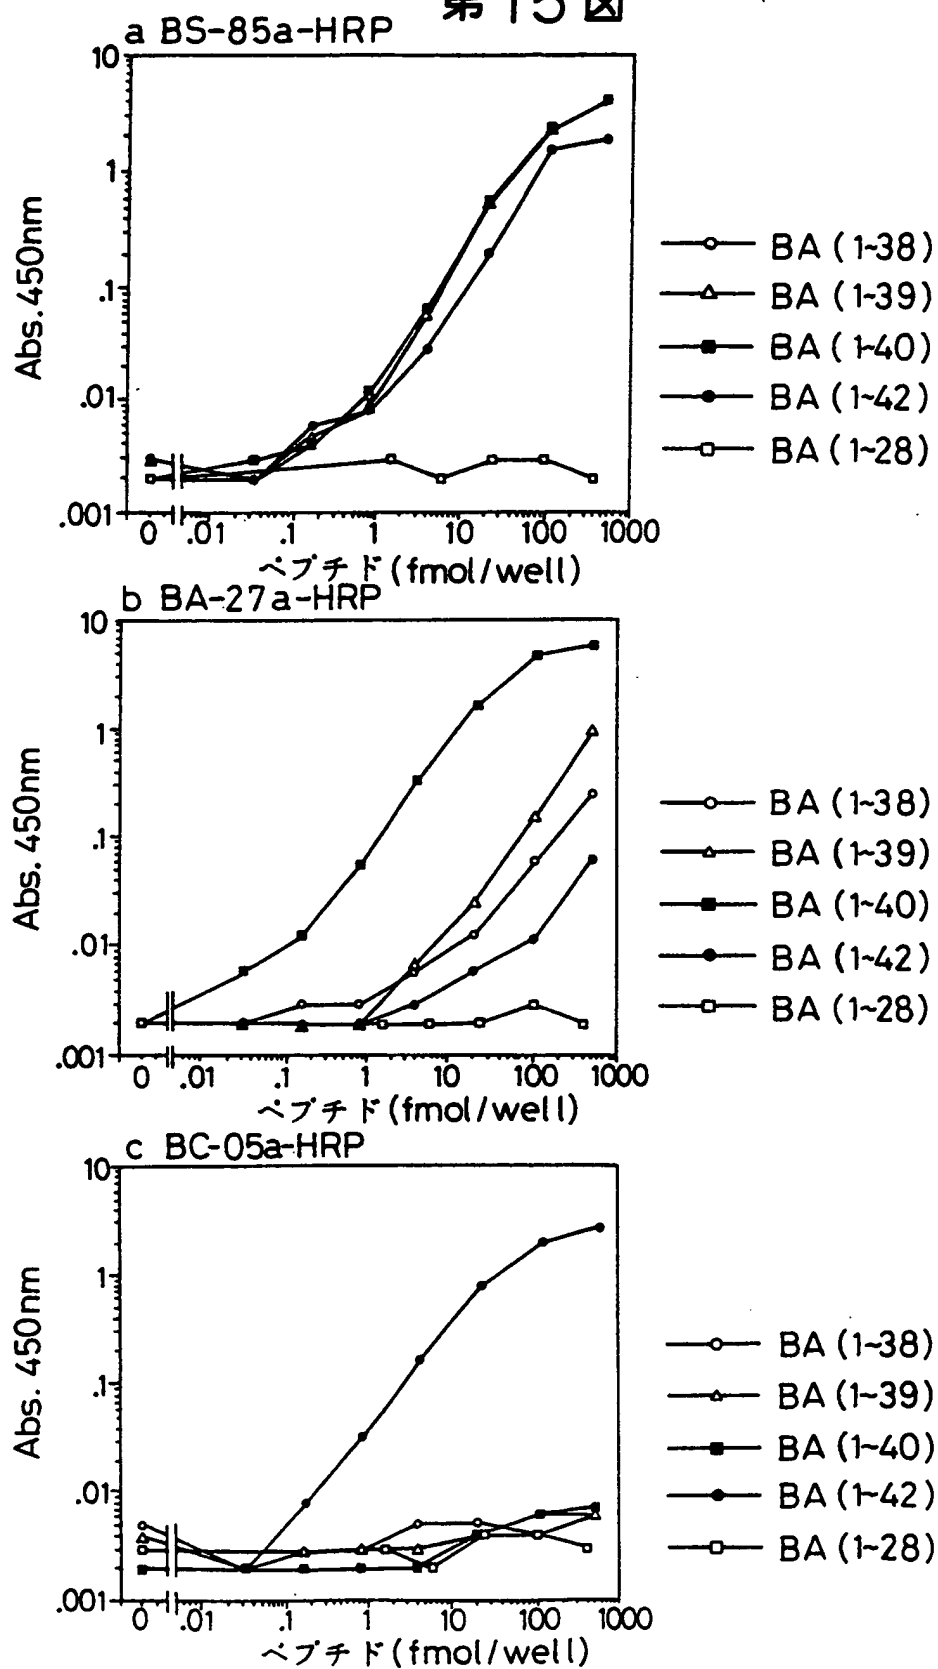 第15図
a BS-85a-HRP
10
1
.1
.01
.001
Abs. 450nm
0 .01 .1 1 10 100 1000
ペプチド (fmol/well)
BA (1~38)
BA (1~39)
BA (1~40)
BA (1~42)
BA (1~28)
b BA-27a-HRP
10
1
.1
.01
.001
Abs. 450nm
0 .01 .1 1 10 100 1000
ペプチド (fmol/well)
BA (1~38)
BA (1~39)
BA (1~40)
BA (1~42)
BA (1~28)
c BC-05a-HRP
10
1
.1
.01
.001
Abs. 450nm
0 .01 .1 1 10 100 1000
ペプチド (fmol/well)
BA (1~38)
BA (1~39)
BA (1~40)
BA (1~42)
BA (1~28)